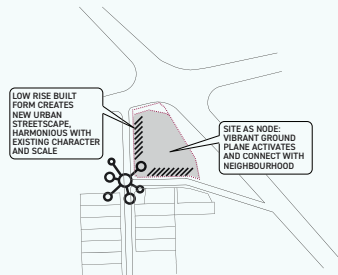 LOW RISE BUILT
FORM CREATES
NEW URBAN
STREETSCAPE,
HARMONIOUS WITH
EXISTING CHARACTER
AND SCALE
SITE AS NODE:
VIBRANT GROUND
PLANE ACTIVATES
AND CONNECT WITH
NEIGHBOURHOOD